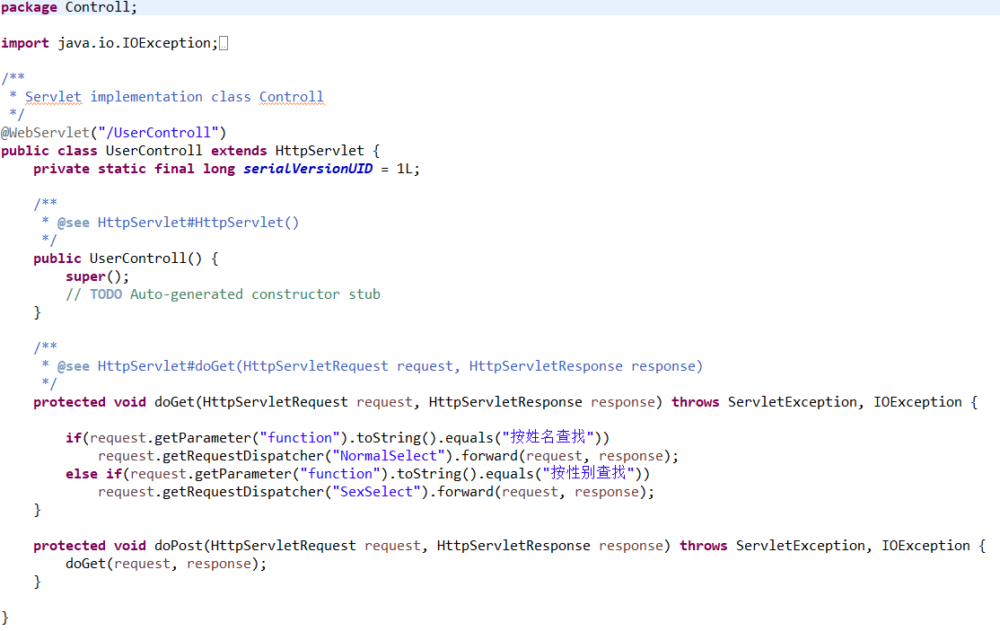 package Controll;
import java.io.IOException;
/**
 * Servlet implementation class Controll
 */
@WebServlet("/UserControll")
public class UserControll extends HttpServlet {
    private static final long serialVersionUID = 1L;
    /**
     * @see HttpServlet#HttpServlet()
     */
    public UserControll() {
        super();
        // TODO Auto-generated constructor stub
    }
    /**
     * @see HttpServlet#doGet(HttpServletRequest request, HttpServletResponse response)
     */
    protected void doGet(HttpServletRequest request, HttpServletResponse response) throws ServletException, IOException {
        if(request.getParameter("function").toString().equals("按姓名查找"))
            request.getRequestDispatcher("NormalSelect").forward(request, response);
        else if(request.getParameter("function").toString().equals("按性别查找"))
            request.getRequestDispatcher("SexSelect").forward(request, response);
    }
    protected void doPost(HttpServletRequest request, HttpServletResponse response) throws ServletException, IOException {
        doGet(request, response);
    }
}